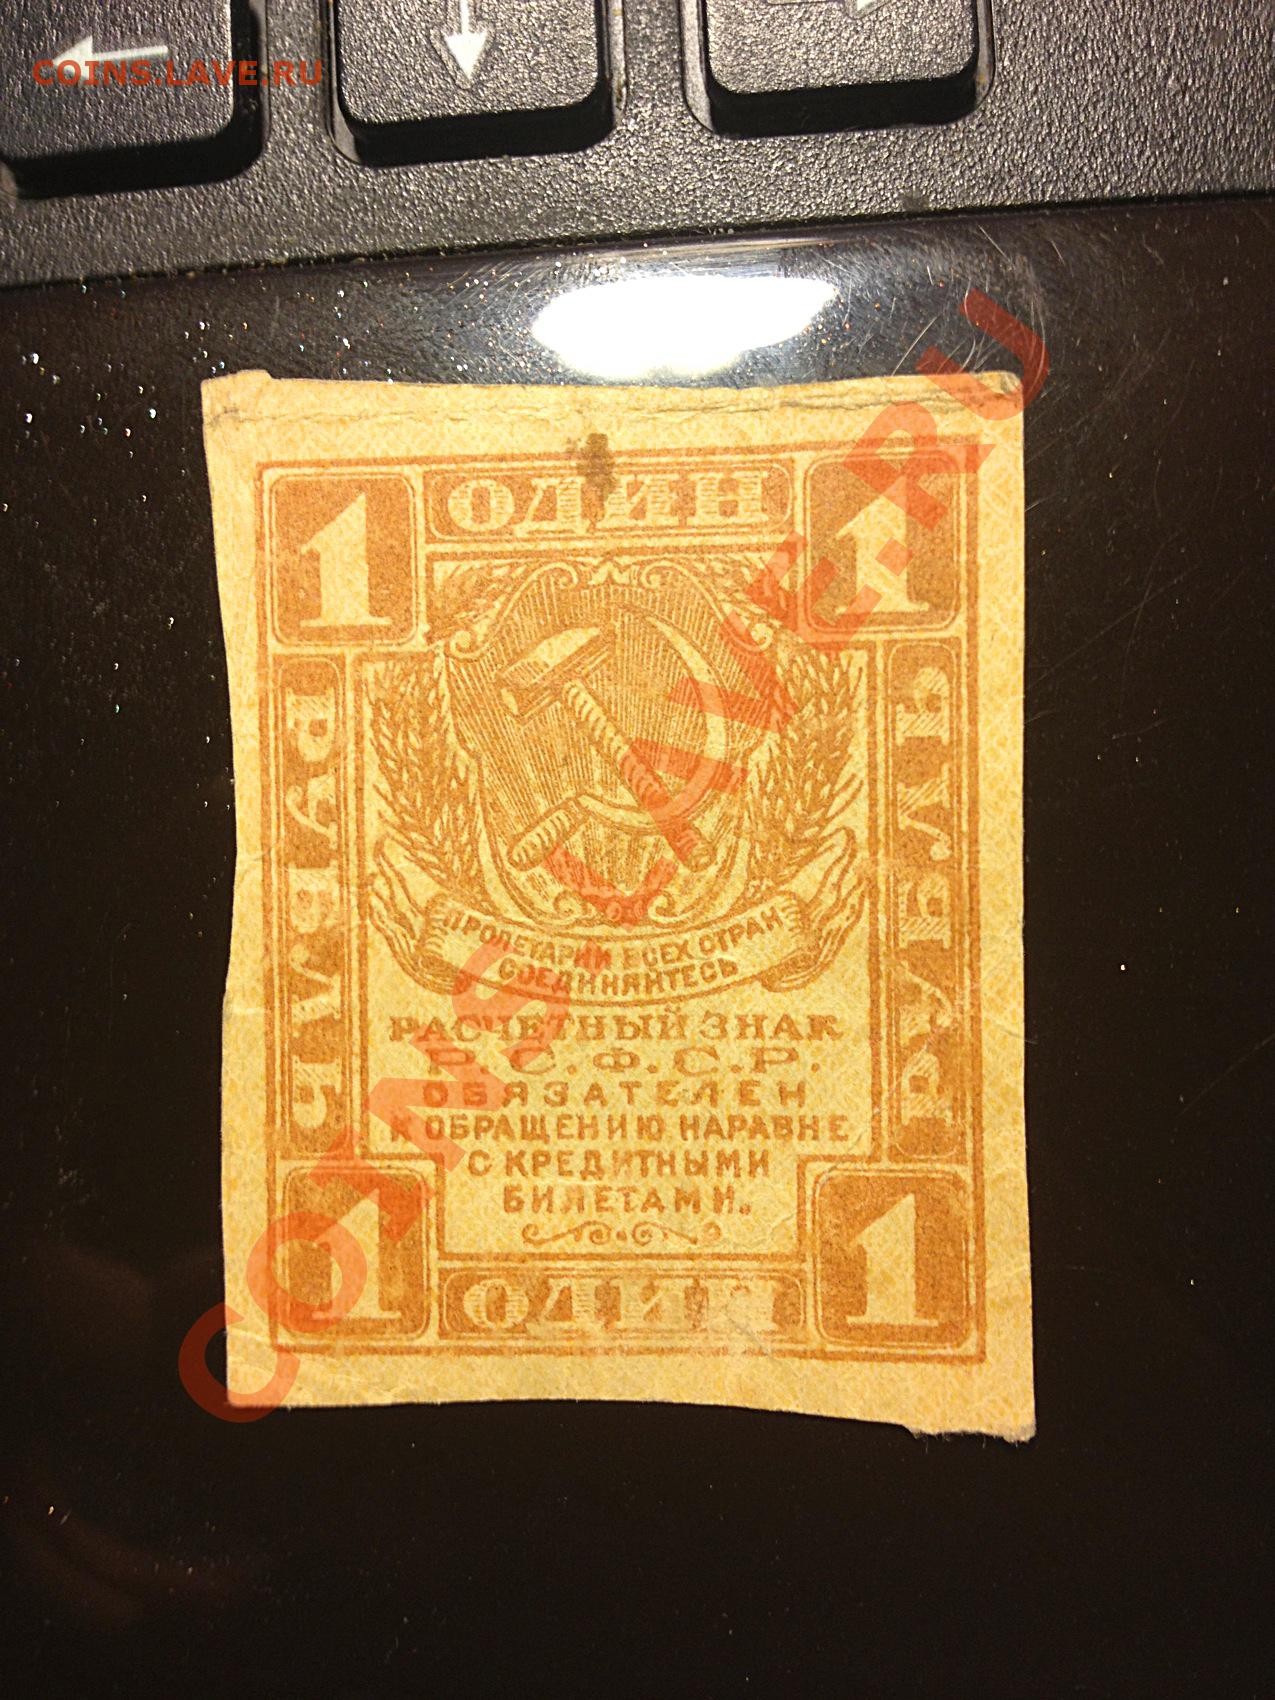 COINS.LAVE.RU
1 ОДИН 1
РУБЛЬ
РУБЛЬ
ПРОЛЕТАРИИ ВСЕХ СТРАН
СОЕДИНЯЙТЕСЬ
РАСЧЕТНЫЙ ЗНАК
Р. С. Ф. С. Р.
ОБЯЗАТЕЛЕН
К ОБРАЩЕНИЮ НАРАВНЕ
С КРЕДИТНЫМИ
БИЛЕТАМИ.
1 ОДИН 1
COINS.LAVE.RU